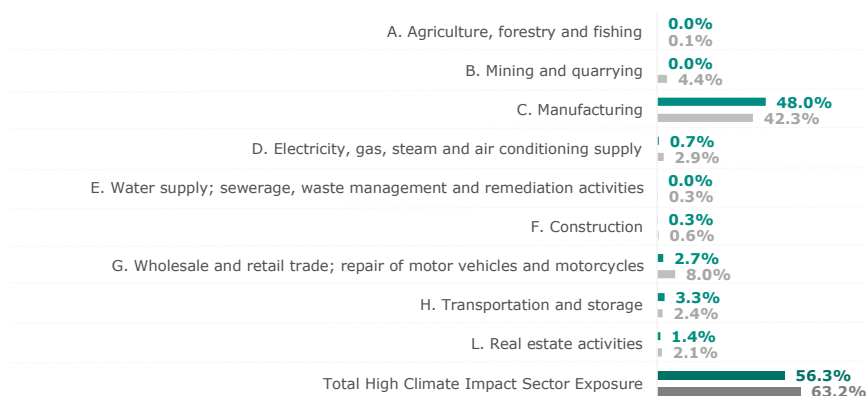 A. Agriculture, forestry and fishing 0.0%
0.1%
B. Mining and quarrying 0.0%
4.4%
C. Manufacturing 48.0%
42.3%
D. Electricity, gas, steam and air conditioning supply 0.7%
2.9%
E. Water supply; sewerage, waste management and remediation activities 0.0%
0.3%
F. Construction 0.3%
0.6%
G. Wholesale and retail trade; repair of motor vehicles and motorcycles 2.7%
8.0%
H. Transportation and storage 3.3%
2.4%
L. Real estate activities 1.4%
2.1%
Total High Climate Impact Sector Exposure 56.3%
63.2%